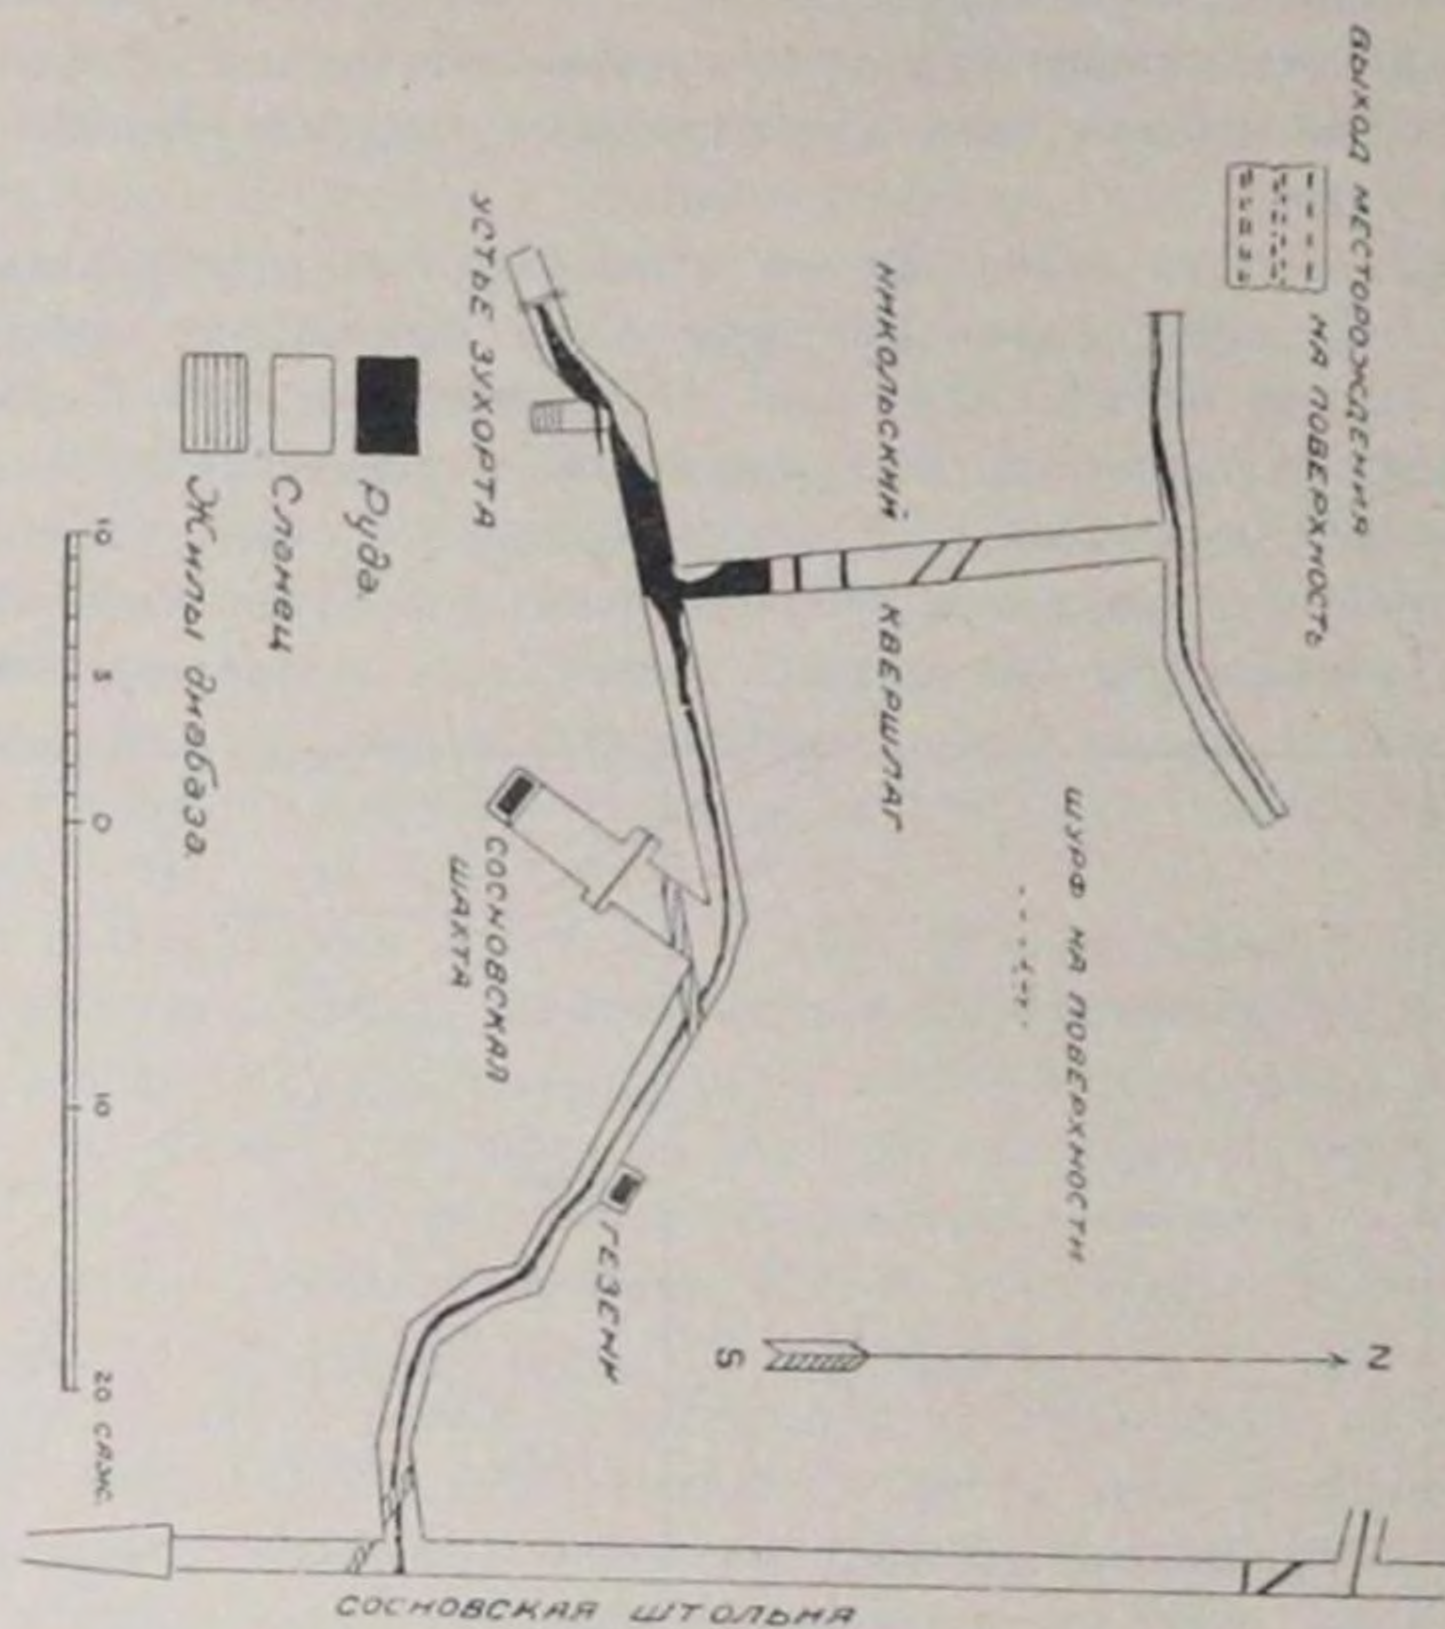 ВЫХОД МЕСТОРОЖДЕНИЯ
НА ПОВЕРХНОСТЬ
ШУРФ НА ПОВЕРХНОСТИ
НИКОЛЬСКИЙ КВЕРШЛАГ
N
S
УСТЬЕ ЗУХОРТА
СОСНОВСКАЯ
ШАХТА
ГЕЗЕНК
Руда
Сланец
Жилы диабаза
10 5 0 10 20 САЖ.
СОСНОВСКАЯ ШТОЛЬНЯ